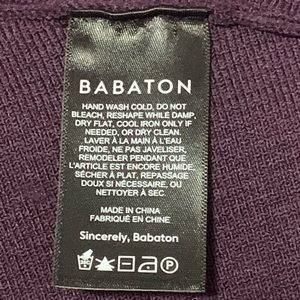 BABATON
HAND WASH COLD, DO NOT
BLEACH, RESHAPE WHILE DAMP,
DRY FLAT, COOL IRON ONLY IF
NEEDED, OR DRY CLEAN.
LAVER À LA MAIN À L'EAU
FROIDE, NE PAS JAVELISER,
REMODELER PENDANT QUE
L'ARTICLE EST ENCORE HUMIDE,
SÉCHER À PLAT, REPASSAGE
DOUX SI NÉCESSAIRE, OU
NETTOYER À SEC.
MADE IN CHINA
FABRIQUÉ EN CHINE
Sincerely, Babaton